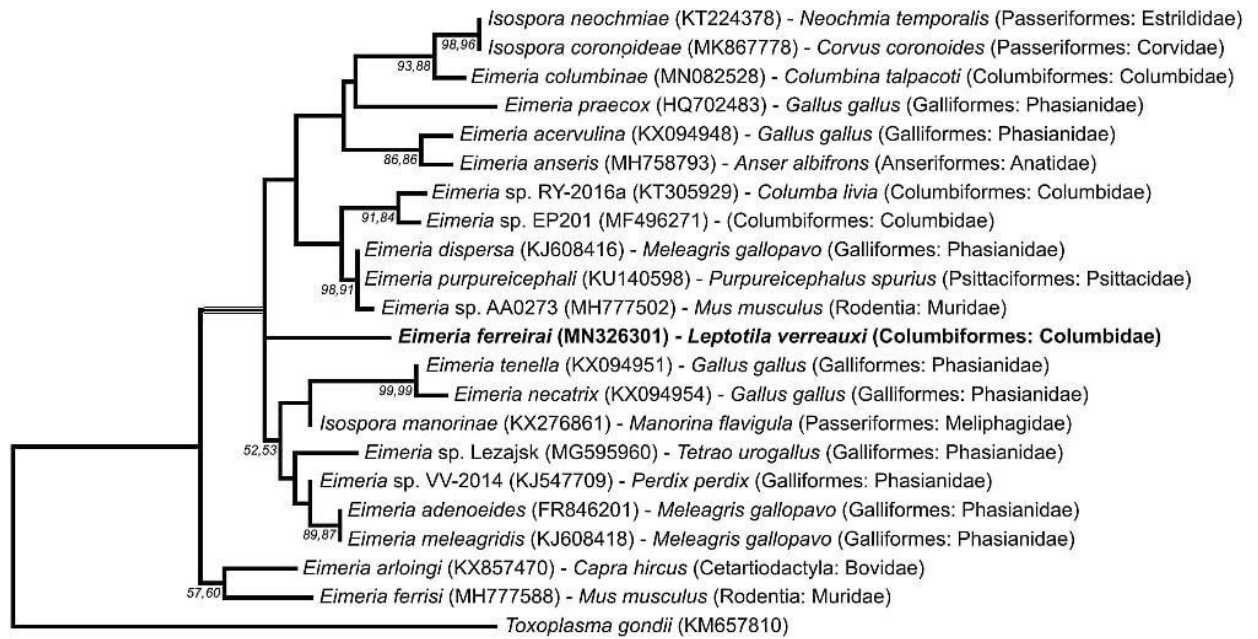 Isospora neochmiae (KT224378) - Neochmia temporalis (Passeriformes: Estrildidae)
98,96
Isospora coronoideae (MK867778) - Corvus coronoides (Passeriformes: Corvidae)
93,88
Eimeria columbinae (MN082528) - Columbina talpacoti (Columbiformes: Columbidae)
Eimeria praecox (HQ702483) - Gallus gallus (Galliformes: Phasianidae)
Eimeria acervulina (KX094948) - Gallus gallus (Galliformes: Phasianidae)
86,86
Eimeria anseris (MH758793) - Anser albifrons (Anseriformes: Anatidae)
Eimeria sp. RY-2016a (KT305929) - Columba livia (Columbiformes: Columbidae)
91,84
Eimeria sp. EP201 (MF496271) - (Columbiformes: Columbidae)
Eimeria dispersa (KJ608416) - Meleagris gallopavo (Galliformes: Phasianidae)
Eimeria purpureicephali (KU140598) - Purpureicephalus spurius (Psittaciformes: Psittacidae)
98,91
Eimeria sp. AA0273 (MH777502) - Mus musculus (Rodentia: Muridae)
Eimeria ferreirai (MN326301) - Leptotila verreauxi (Columbiformes: Columbidae)
Eimeria tenella (KX094951) - Gallus gallus (Galliformes: Phasianidae)
99,99
Eimeria necatrix (KX094954) - Gallus gallus (Galliformes: Phasianidae)
Isospora manorinae (KX276861) - Manorina flavigula (Passeriformes: Meliphagidae)
52,53
Eimeria sp. Lezajsk (MG595960) - Tetrao urogallus (Galliformes: Phasianidae)
Eimeria sp. VV-2014 (KJ547709) - Perdix perdix (Galliformes: Phasianidae)
Eimeria adenoeides (FR846201) - Meleagris gallopavo (Galliformes: Phasianidae)
89,87
Eimeria meleagridis (KJ608418) - Meleagris gallopavo (Galliformes: Phasianidae)
Eimeria arloingi (KX857470) - Capra hircus (Cetartiodactyla: Bovidae)
57,60
Eimeria ferrisi (MH777588) - Mus musculus (Rodentia: Muridae)
Toxoplasma gondii (KM657810)